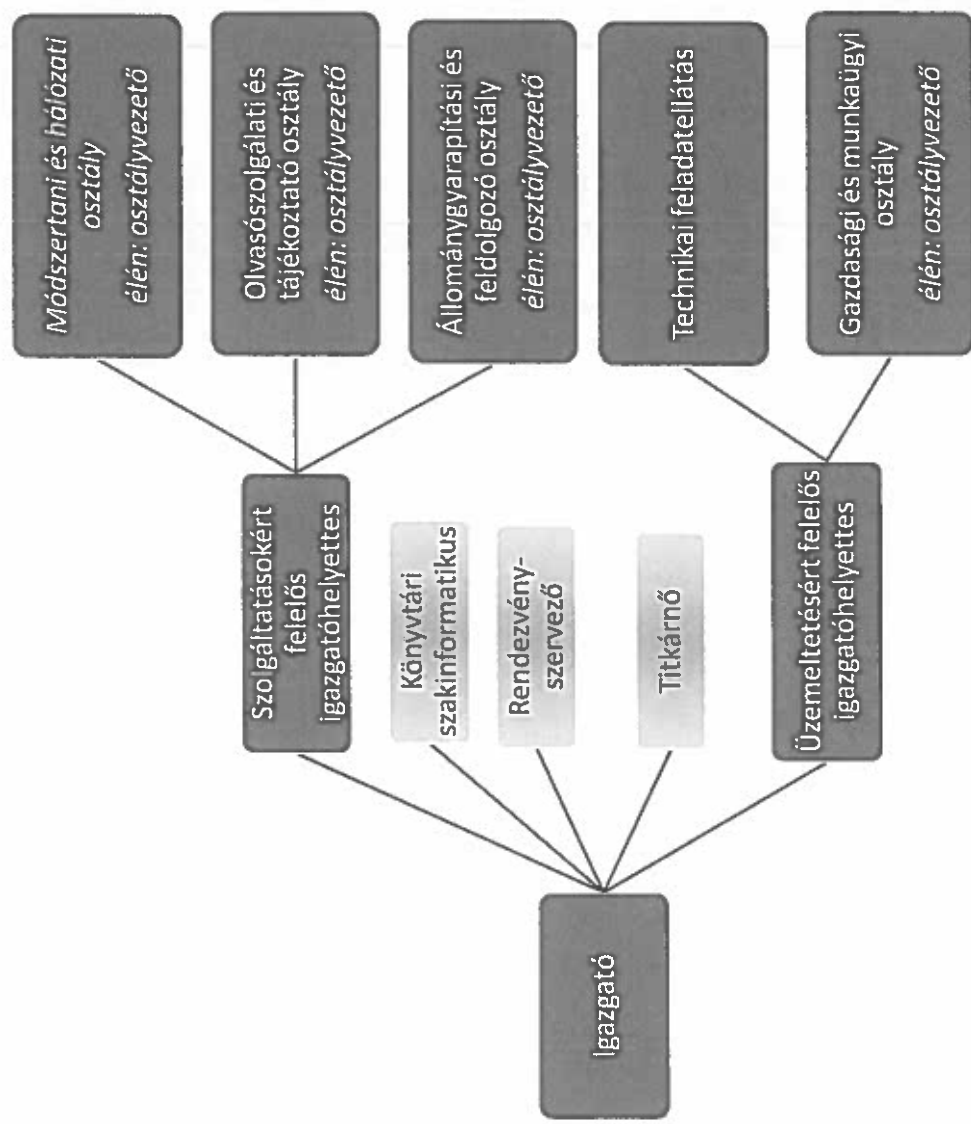 Igazgató
Szolgáltatásokért
felelős
igazgatóhelyettes
Könyvtári
szakinformatikus
Rendezvény-
szervező
Titkárnő
Üzemeltetésért felelős
igazgatóhelyettes
Módszertani és hálózati
osztály
élén: osztályvezető
Olvasószolgálati és
tájékoztató osztály
élén: osztályvezető
Állománygyarapítási és
feldolgozó osztály
élén: osztályvezető
Technikai feladatellátás
Gazdasági és munkaügyi
osztály
élén: osztályvezető